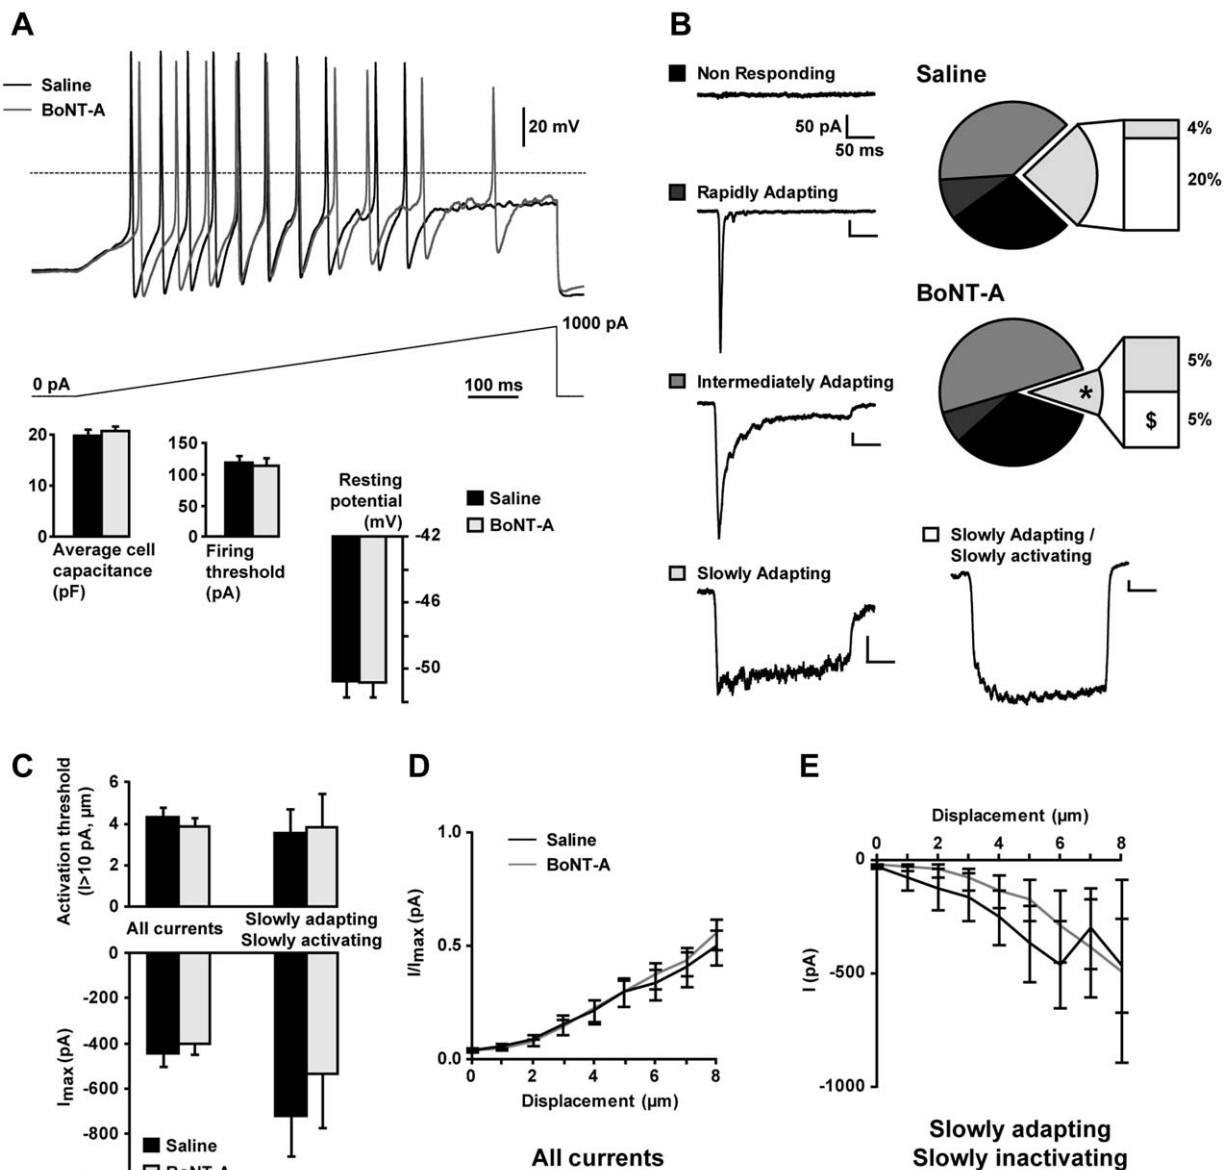 A
Saline
BoNT-A
20 mV
1000 pA
0 pA
100 ms
20
10
0
Average cell
capacitance
(pF)
150
100
50
0
Firing
threshold
(pA)
Resting
potential
(mV)
-42
-46
-50
Saline
BoNT-A
B
Non Responding
50 pA
50 ms
Rapidly Adapting
Intermediately Adapting
Slowly Adapting
Saline
4%
20%
BoNT-A
*
5%
$
5%
Slowly Adapting /
Slowly activating
C
Activation threshold
(I>10 pA, µm)
6
4
2
0
All currents
Slowly adapting
Slowly activating
Imax (pA)
0
-200
-400
-600
-800
Saline
BoNT-A
D
I/Imax (pA)
1.0
0.5
0.0
Saline
BoNT-A
0 2 4 6 8
Displacement (µm)
All currents
E
Displacement (µm)
0 2 4 6 8
I (pA)
0
-500
-1000
Slowly adapting
Slowly inactivating